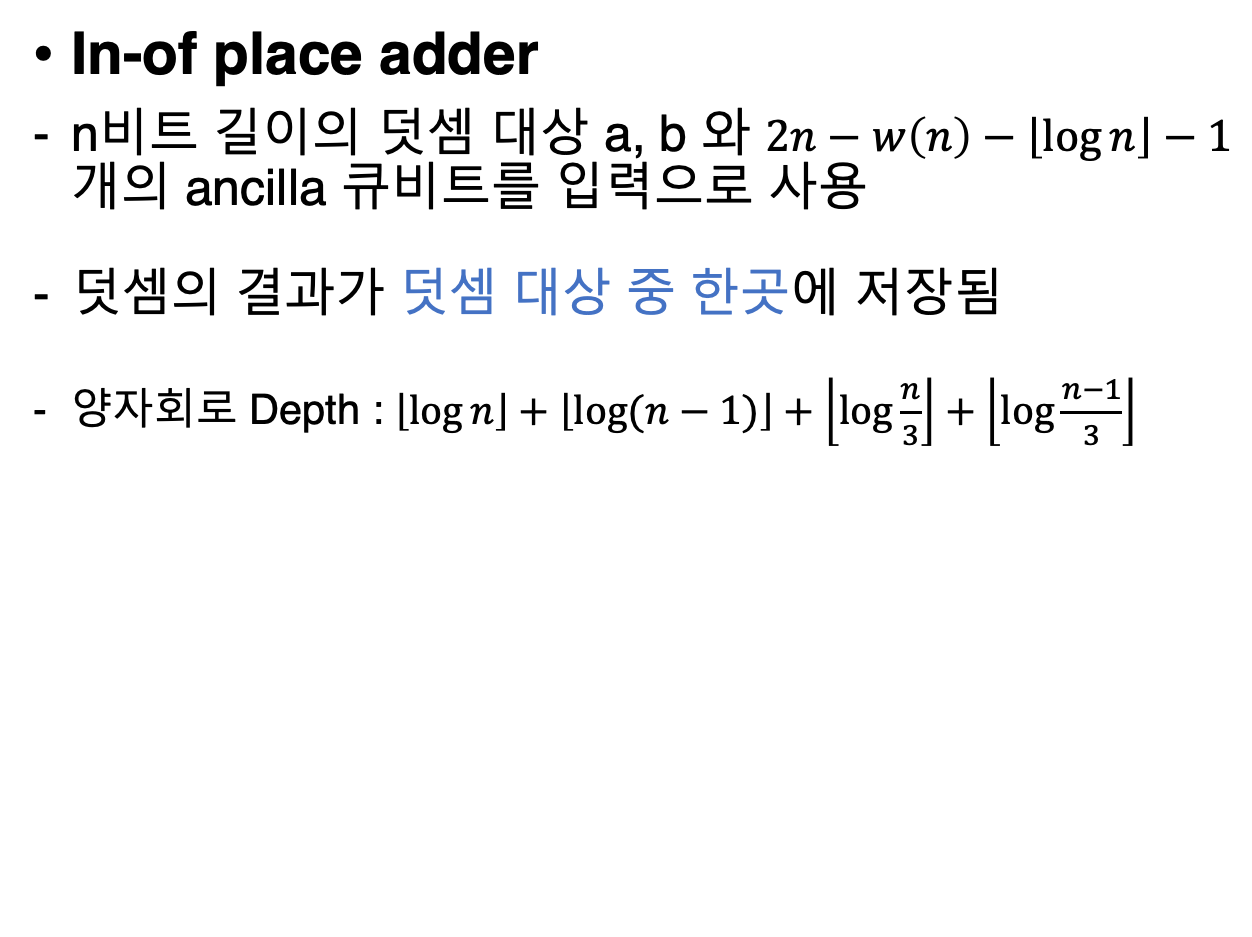 • In-of place adder
- n비트 길이의 덧셈 대상 a, b 와 2n − w(n) − ⌊log n⌋ − 1
개의 ancilla 큐비트를 입력으로 사용
- 덧셈의 결과가 덧셈 대상 중 한곳에 저장됨
- 양자회로 Depth : ⌊log n⌋ + ⌊log(n − 1)⌋ + ⌊log n/3⌋ + ⌊log (n−1)/3⌋